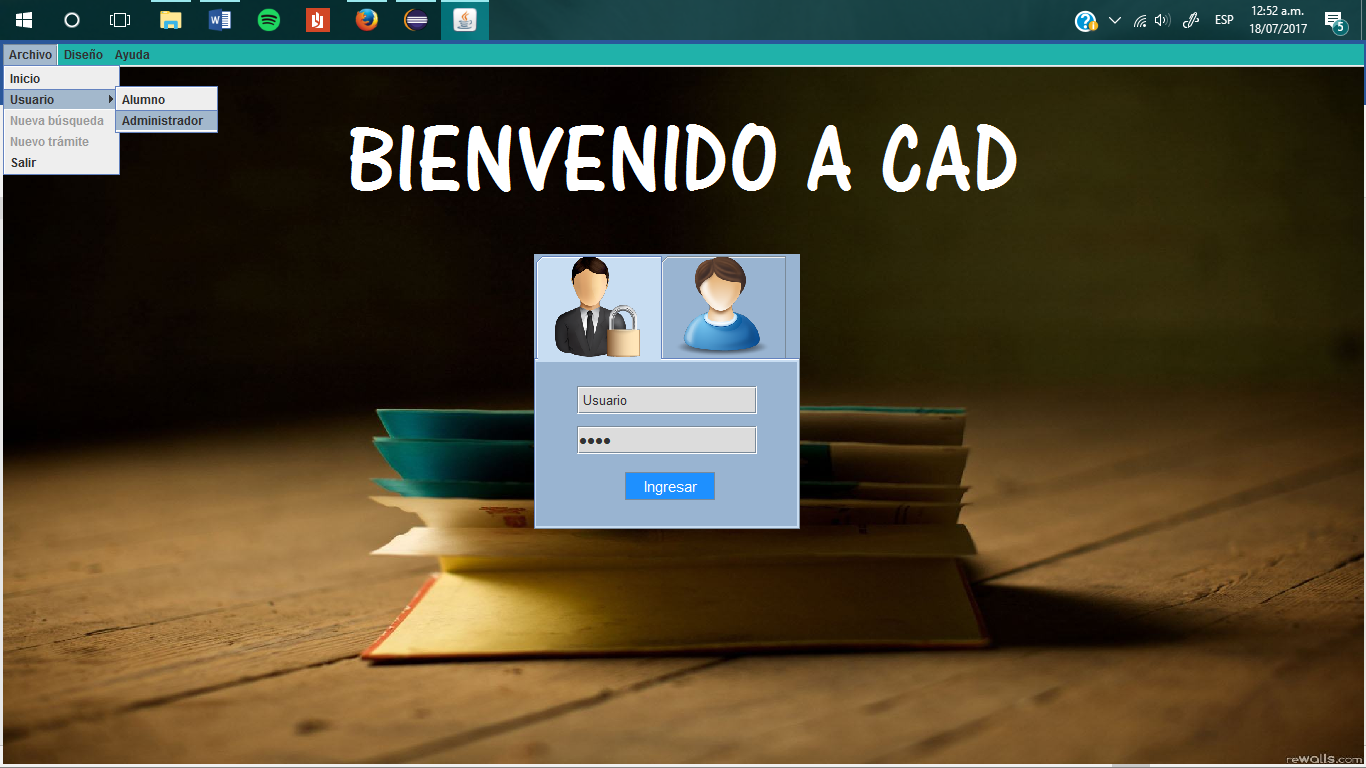 ESP
12:52 a.m.
18/07/2017
5
Archivo Diseño Ayuda
Inicio
Usuario
Alumno
Administrador
Nueva búsqueda
Nuevo trámite
Salir
BIENVENIDO A CAD
Usuario
••••
Ingresar
rewalls.com